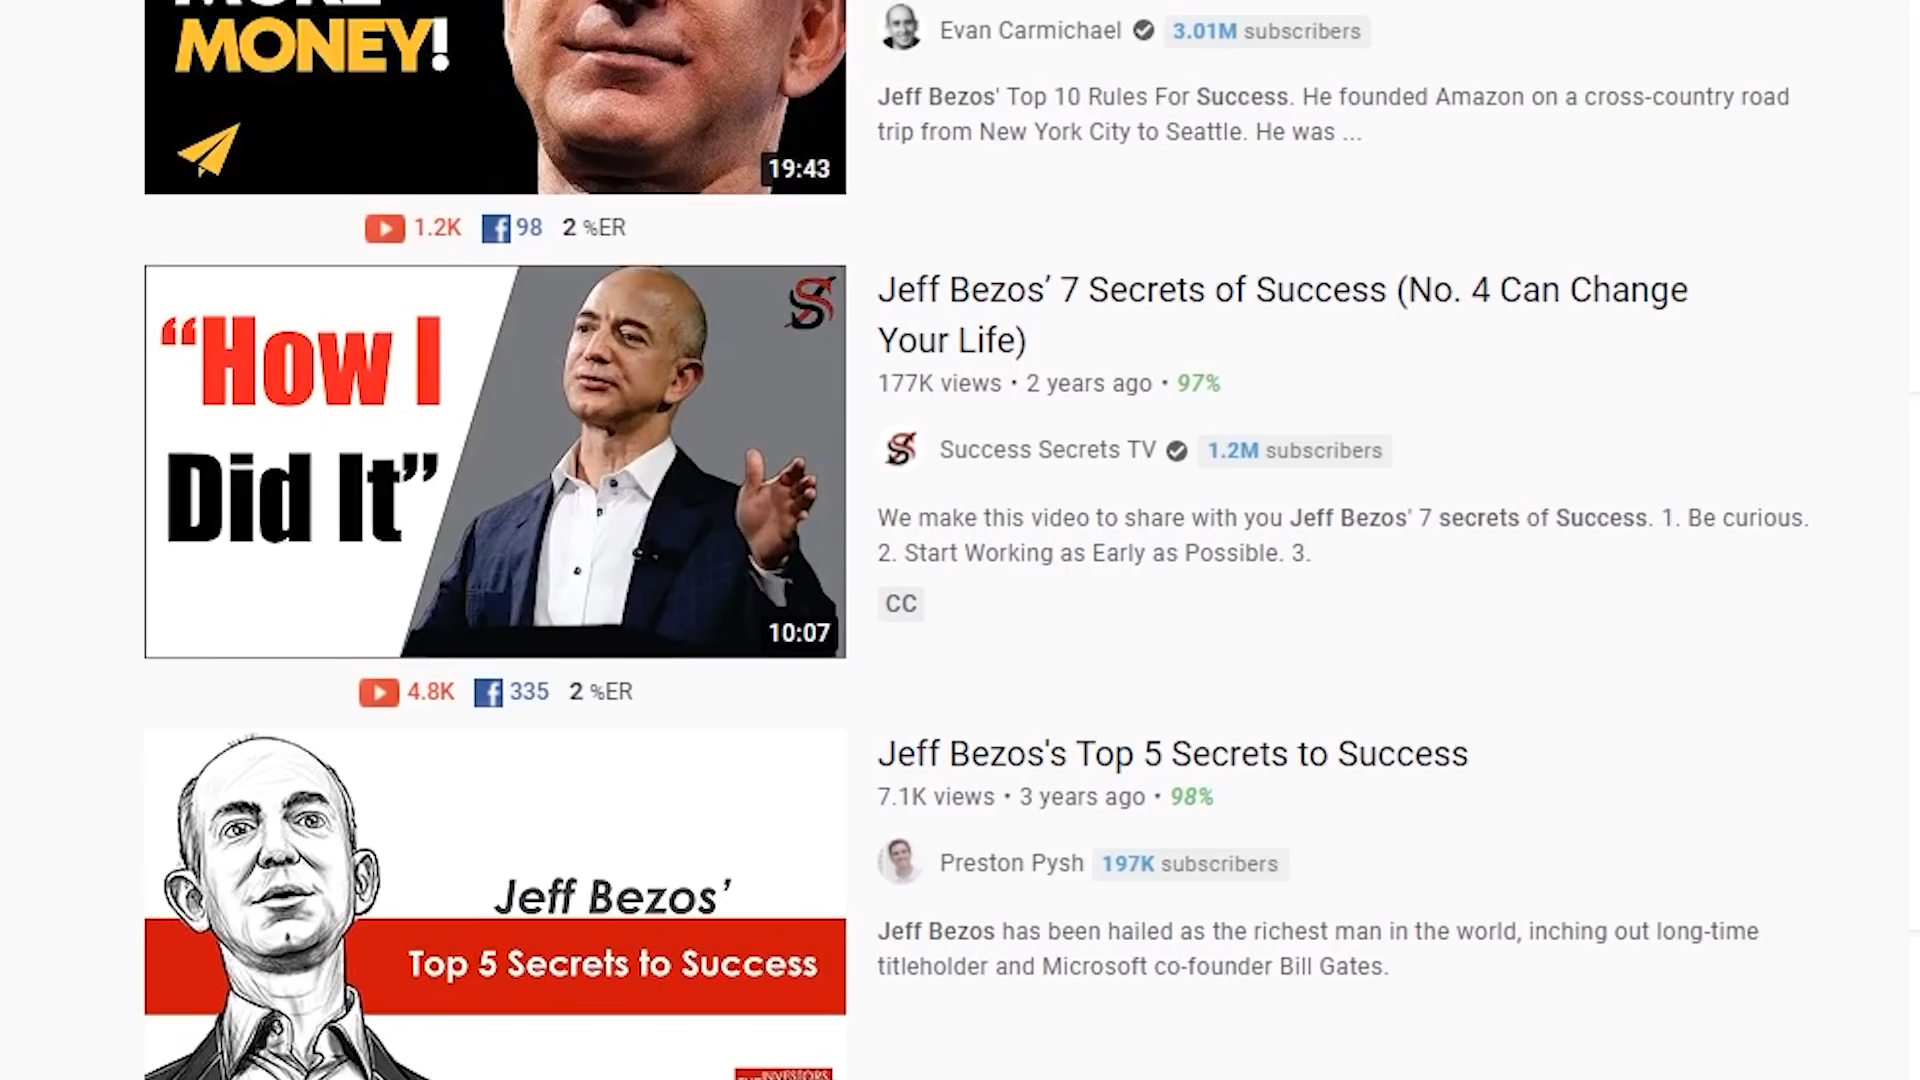 MONEY!
19:43
1.2K 98 2 %ER
Evan Carmichael 3.01M subscribers
Jeff Bezos' Top 10 Rules For Success. He founded Amazon on a cross-country road
trip from New York City to Seattle. He was ...
“How I
Did It”
10:07
4.8K 335 2 %ER
Jeff Bezos’ 7 Secrets of Success (No. 4 Can Change
Your Life)
177K views • 2 years ago • 97%
Success Secrets TV 1.2M subscribers
We make this video to share with you Jeff Bezos' 7 secrets of Success. 1. Be curious.
2. Start Working as Early as Possible. 3.
CC
Jeff Bezos’
Top 5 Secrets to Success
Jeff Bezos's Top 5 Secrets to Success
7.1K views • 3 years ago • 98%
Preston Pysh 197K subscribers
Jeff Bezos has been hailed as the richest man in the world, inching out long-time
titleholder and Microsoft co-founder Bill Gates.